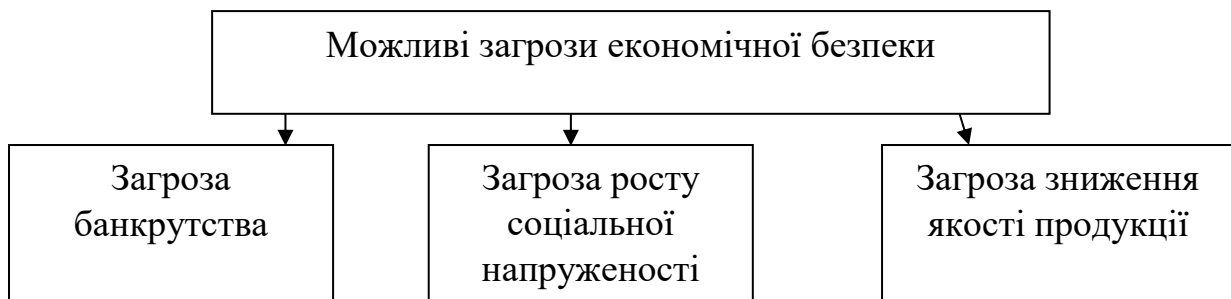 Можливі загрози економічної безпеки
Загроза
банкрутства
Загроза росту
соціальної
напруженості
Загроза зниження
якості продукції